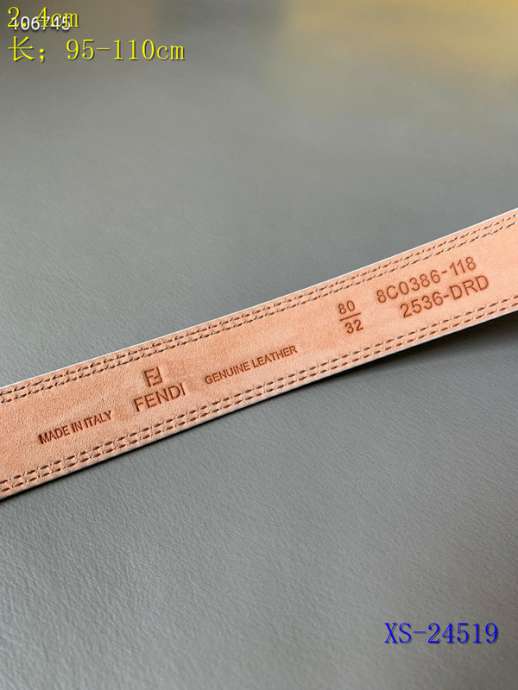 2.4cm
106745
长；95-110cm
80
32
8C0386-118
2536-DRD
MADE IN ITALY
FENDI
GENUINE LEATHER
XS-24519